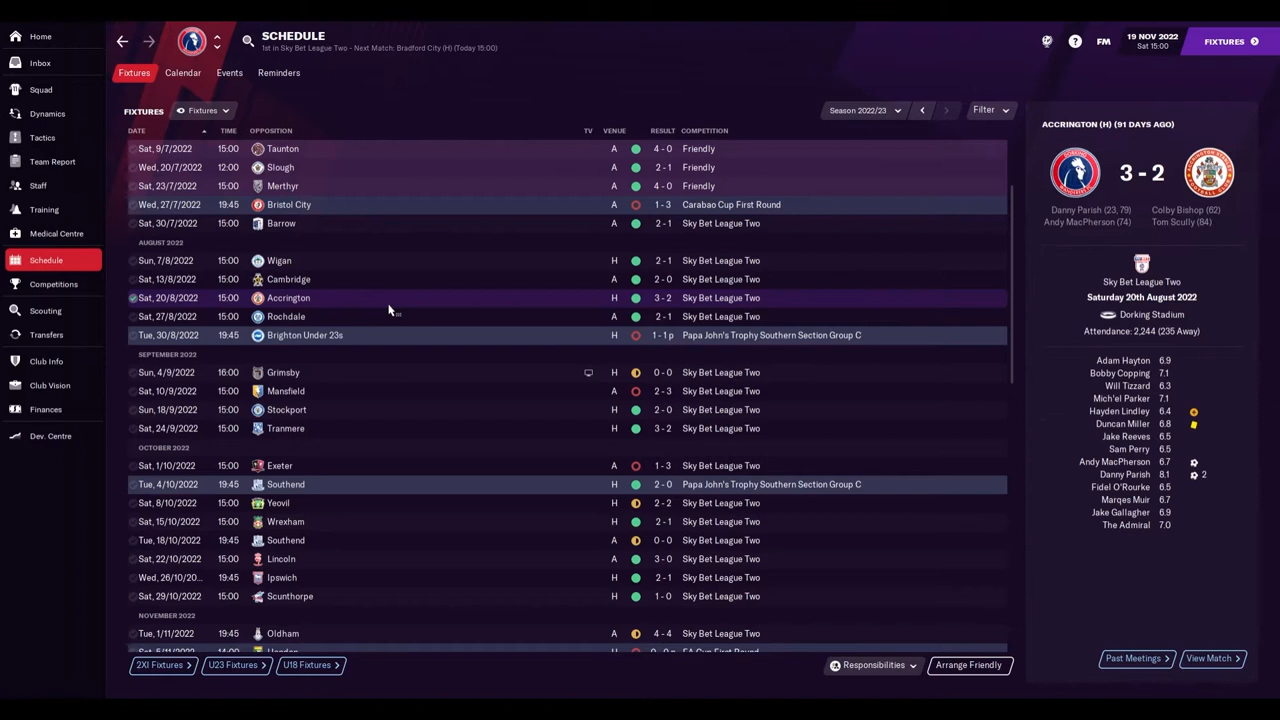 Home
Inbox
Squad
Dynamics
Tactics
Team Report
Staff
Training
Medical Centre
Schedule
Competitions
Scouting
Transfers
Club Info
Club Vision
Finances
Dev. Centre
SCHEDULE
1st in Sky Bet League Two - Next Match: Bradford City (H) (Today 15:00)
FM
19 NOV 2022
Sat 15:00
FIXTURES
Fixtures Calendar Events Reminders
FIXTURES Fixtures Season 2022/23 Filter
DATE TIME OPPOSITION TV VENUE RESULT COMPETITION
Sat, 9/7/2022 15:00 Taunton A 4 - 0 Friendly
Wed, 20/7/2022 12:00 Slough A 2 - 1 Friendly
Sat, 23/7/2022 15:00 Merthyr A 4 - 0 Friendly
Wed, 27/7/2022 19:45 Bristol City A 1 - 3 Carabao Cup First Round
Sat, 30/7/2022 15:00 Barrow A 2 - 1 Sky Bet League Two
AUGUST 2022
Sun, 7/8/2022 15:00 Wigan H 2 - 1 Sky Bet League Two
Sat, 13/8/2022 15:00 Cambridge A 2 - 0 Sky Bet League Two
Sat, 20/8/2022 15:00 Accrington H 3 - 2 Sky Bet League Two
Sat, 27/8/2022 15:00 Rochdale A 2 - 1 Sky Bet League Two
Tue, 30/8/2022 19:45 Brighton Under 23s H 1 - 1 p Papa John's Trophy Southern Section Group C
SEPTEMBER 2022
Sun, 4/9/2022 16:00 Grimsby H 0 - 0 Sky Bet League Two
Sat, 10/9/2022 15:00 Mansfield A 2 - 3 Sky Bet League Two
Sun, 18/9/2022 15:00 Stockport H 2 - 0 Sky Bet League Two
Sat, 24/9/2022 15:00 Tranmere H 3 - 2 Sky Bet League Two
OCTOBER 2022
Sat, 1/10/2022 15:00 Exeter A 1 - 3 Sky Bet League Two
Tue, 4/10/2022 19:45 Southend H 2 - 0 Papa John's Trophy Southern Section Group C
Sat, 8/10/2022 15:00 Yeovil A 2 - 2 Sky Bet League Two
Sat, 15/10/2022 15:00 Wrexham H 2 - 1 Sky Bet League Two
Tue, 18/10/2022 19:45 Southend A 0 - 0 Sky Bet League Two
Sat, 22/10/2022 15:00 Lincoln A 3 - 0 Sky Bet League Two
Wed, 26/10/20... 19:45 Ipswich H 2 - 1 Sky Bet League Two
Sat, 29/10/2022 15:00 Scunthorpe H 1 - 0 Sky Bet League Two
NOVEMBER 2022
Tue, 1/11/2022 19:45 Oldham A 4 - 4 Sky Bet League Two
2XI Fixtures U23 Fixtures U18 Fixtures Responsibilities Arrange Friendly
ACCRINGTON (H) (91 DAYS AGO)
3 - 2
Danny Parish (23, 79) Colby Bishop (62)
Andy MacPherson (74) Tom Scully (84)
Sky Bet League Two
Saturday 20th August 2022
Dorking Stadium
Attendance: 2,244 (235 Away)
Adam Hayton 6.9
Bobby Copping 7.1
Will Tizzard 6.3
Mich'el Parker 7.1
Hayden Lindley 6.4
Duncan Miller 6.8
Jake Reeves 6.5
Sam Perry 6.5
Andy MacPherson 6.7
Danny Parish 8.1 2
Fidel O'Rourke 6.5
Marqes Muir 6.7
Jake Gallagher 6.9
The Admiral 7.0
Past Meetings View Match